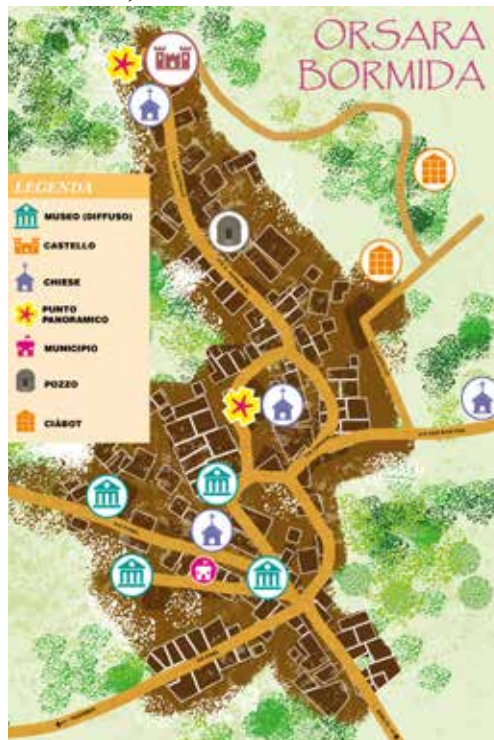 ORSARA
BORMIDA
LEGENDA
MUSEO (DIFFUSO)
CASTELLO
CHIESE
PUNTO
PANORAMICO
MUNICIPIO
POZZO
CIÀBOT